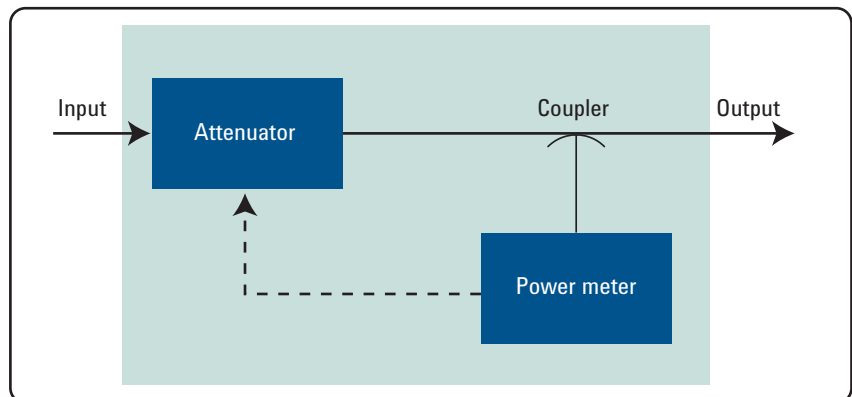 Input
Attenuator
Coupler
Output
Power meter